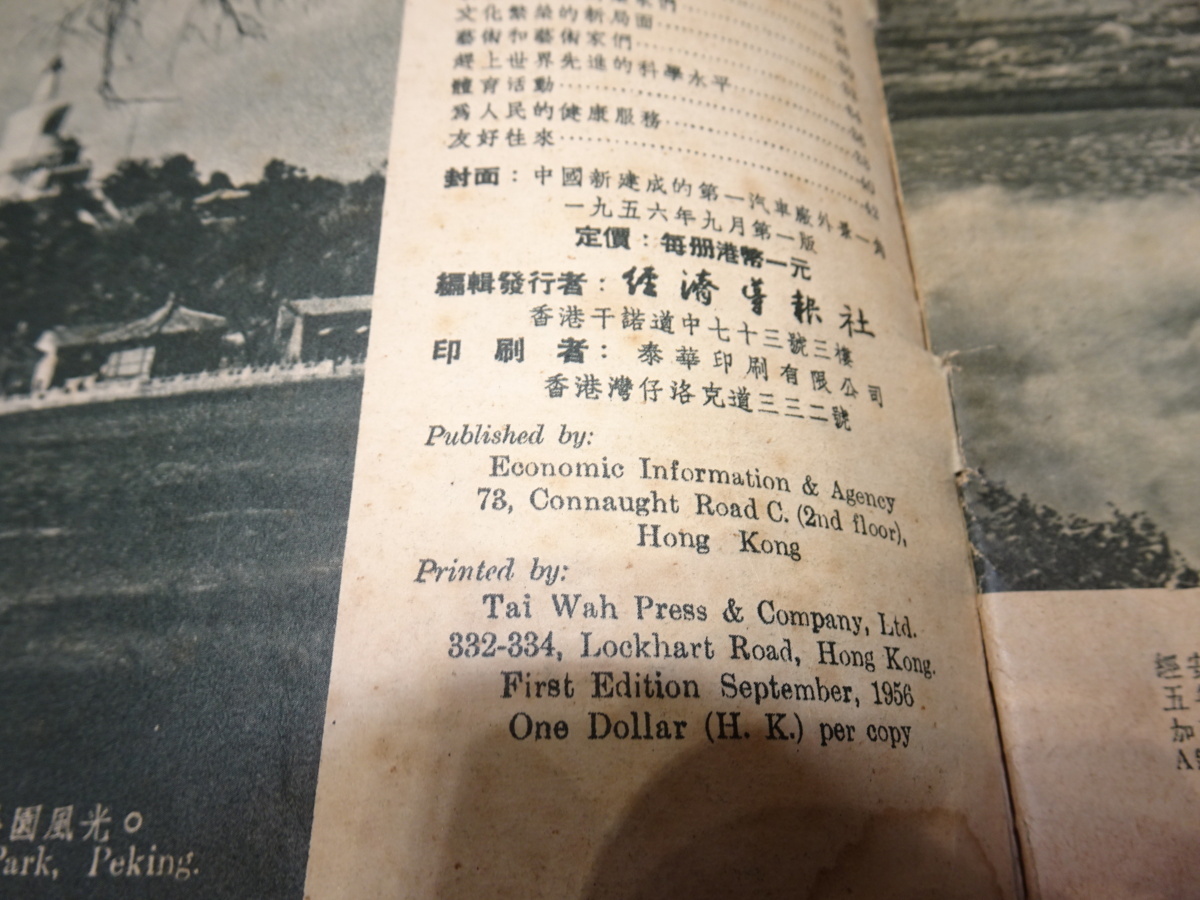 文化繁榮的新局面
藝術和藝術家們
趕上世界先進的科學水平
體育活動
爲人民的健康服務
友好往來 42
封面：中國新建成的第一汽車廠外景一角
一九五六年九月第一版
定價：每册港幣一元
編輯發行者：經濟導報社
香港干諾道中七十三號三樓
印刷者：泰華印刷有限公司
香港灣仔洛克道三三二號
Published by:
Economic Information & Agency
73, Connaught Road C. (2nd floor),
Hong Kong
Printed by:
Tai Wah Press & Company, Ltd.
332-334, Lockhart Road, Hong Kong.
First Edition September, 1956
One Dollar (H. K.) per copy
園風光。
Park, Peking.
五
加
A